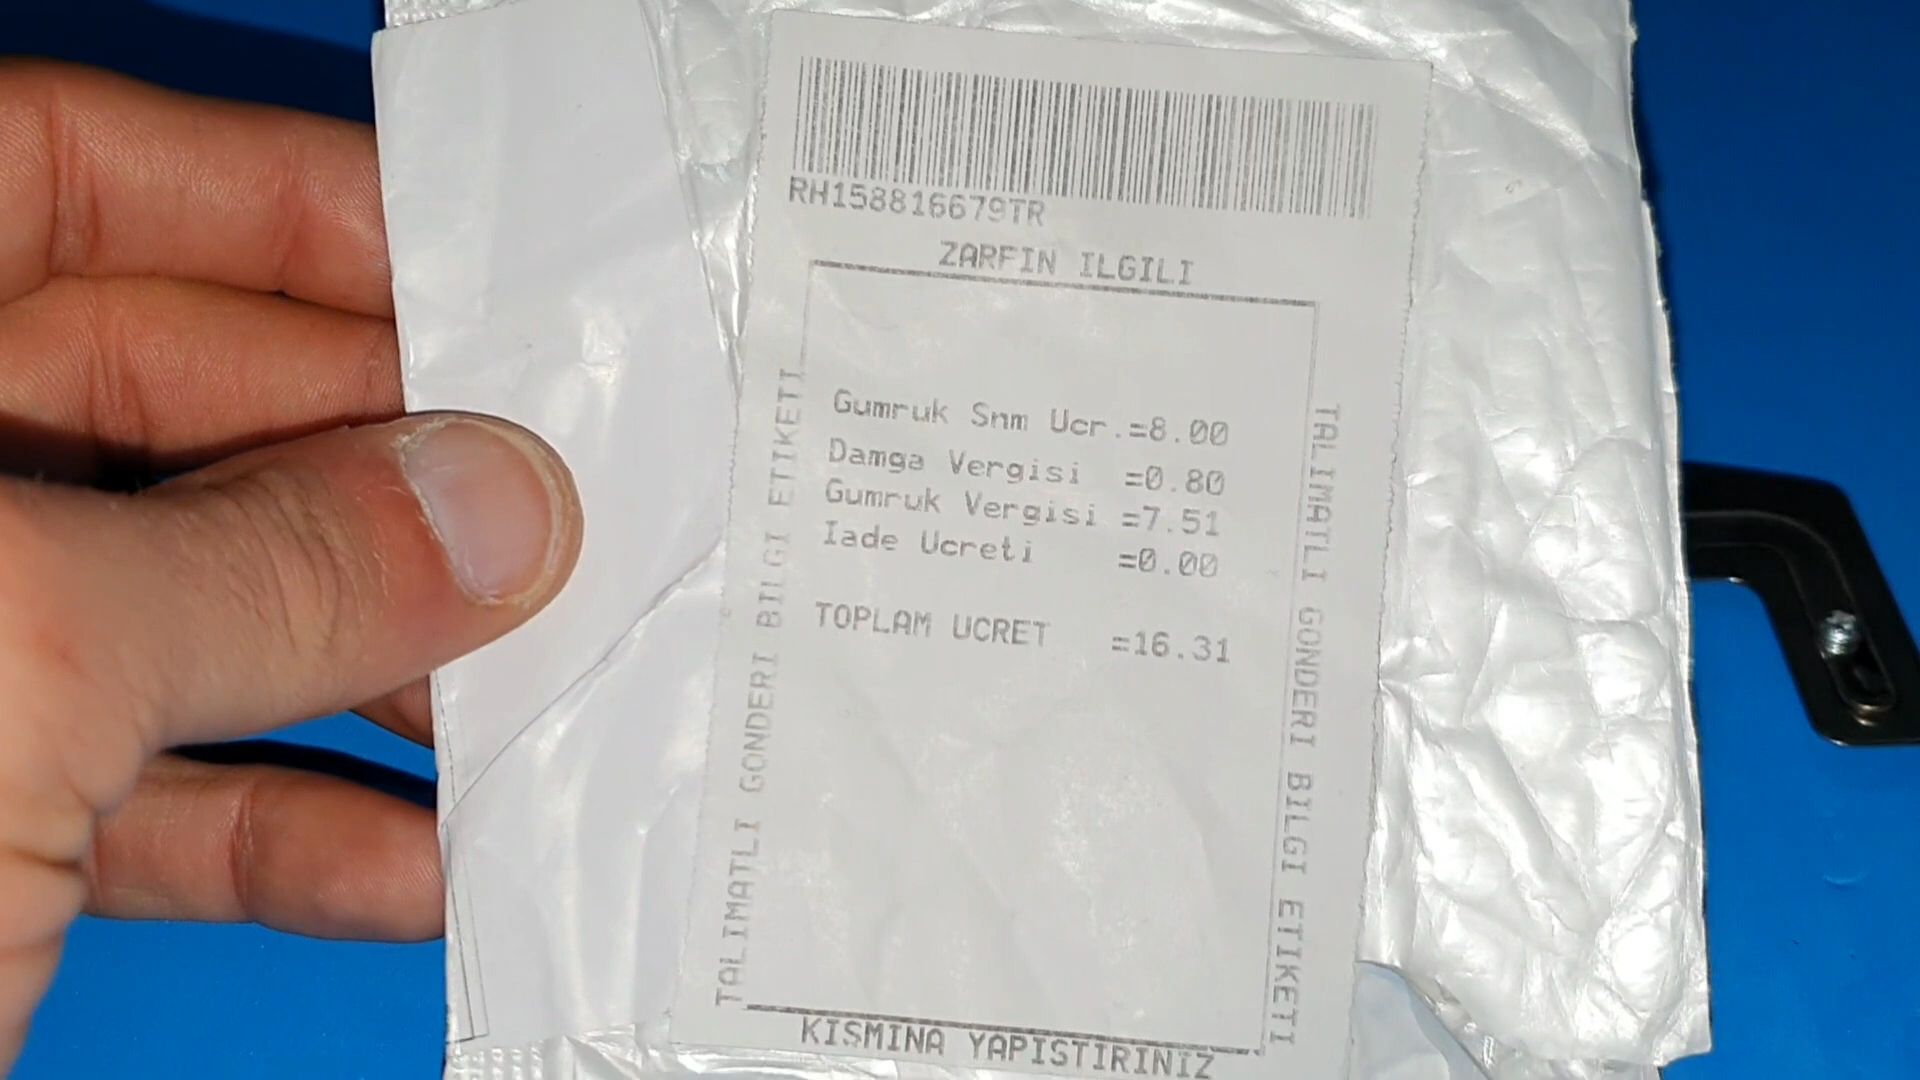 RH158816679TR
ZARFIN ILGILI
TALIMATLI GONDERI BILGI ETIKETI
Gumruk Snm Ucr.=8.00
Damga Vergisi =0.80
Gumruk Vergisi =7.51
Iade Ucreti =0.00
TOPLAM UCRET =16.31
TALIMATLI GONDERI BILGI ETIKETI
KISMINA YAPISTIRINIZ